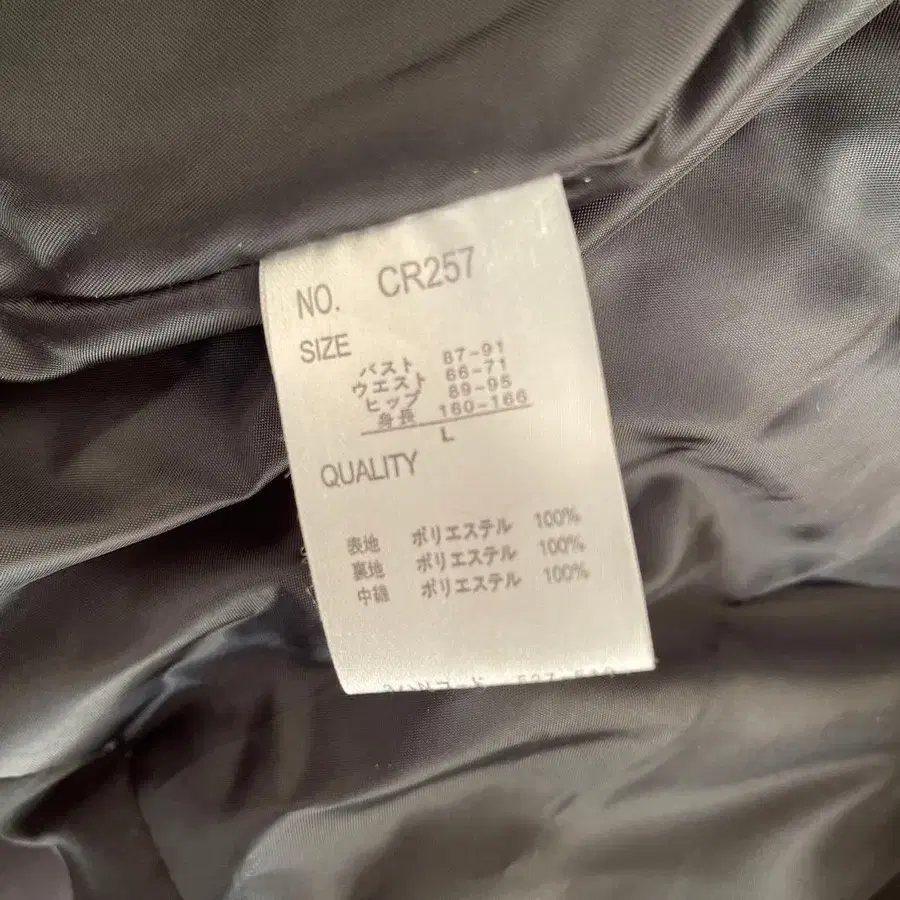 NO. CR257
SIZE
バスト 87-91
ウエスト 66-71
ヒップ 89-95
身長 160-166
L
QUALITY
表地 ポリエステル 100%
裏地 ポリエステル 100%
中綿 ポリエステル 100%